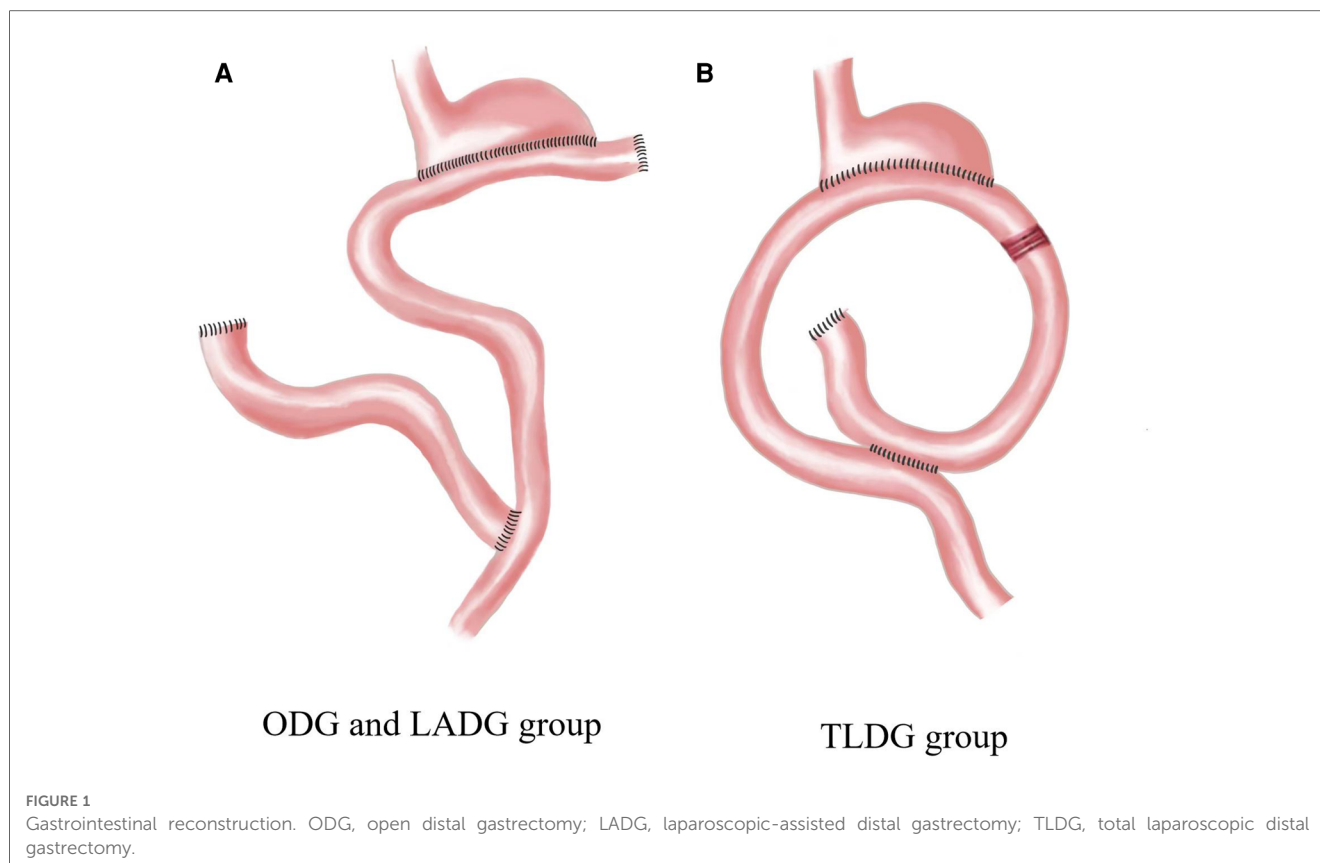 A
B
ODG and LADG group
TLDG group
FIGURE 1
Gastrointestinal reconstruction. ODG, open distal gastrectomy; LADG, laparoscopic-assisted distal gastrectomy; TLDG, total laparoscopic distal
gastrectomy.